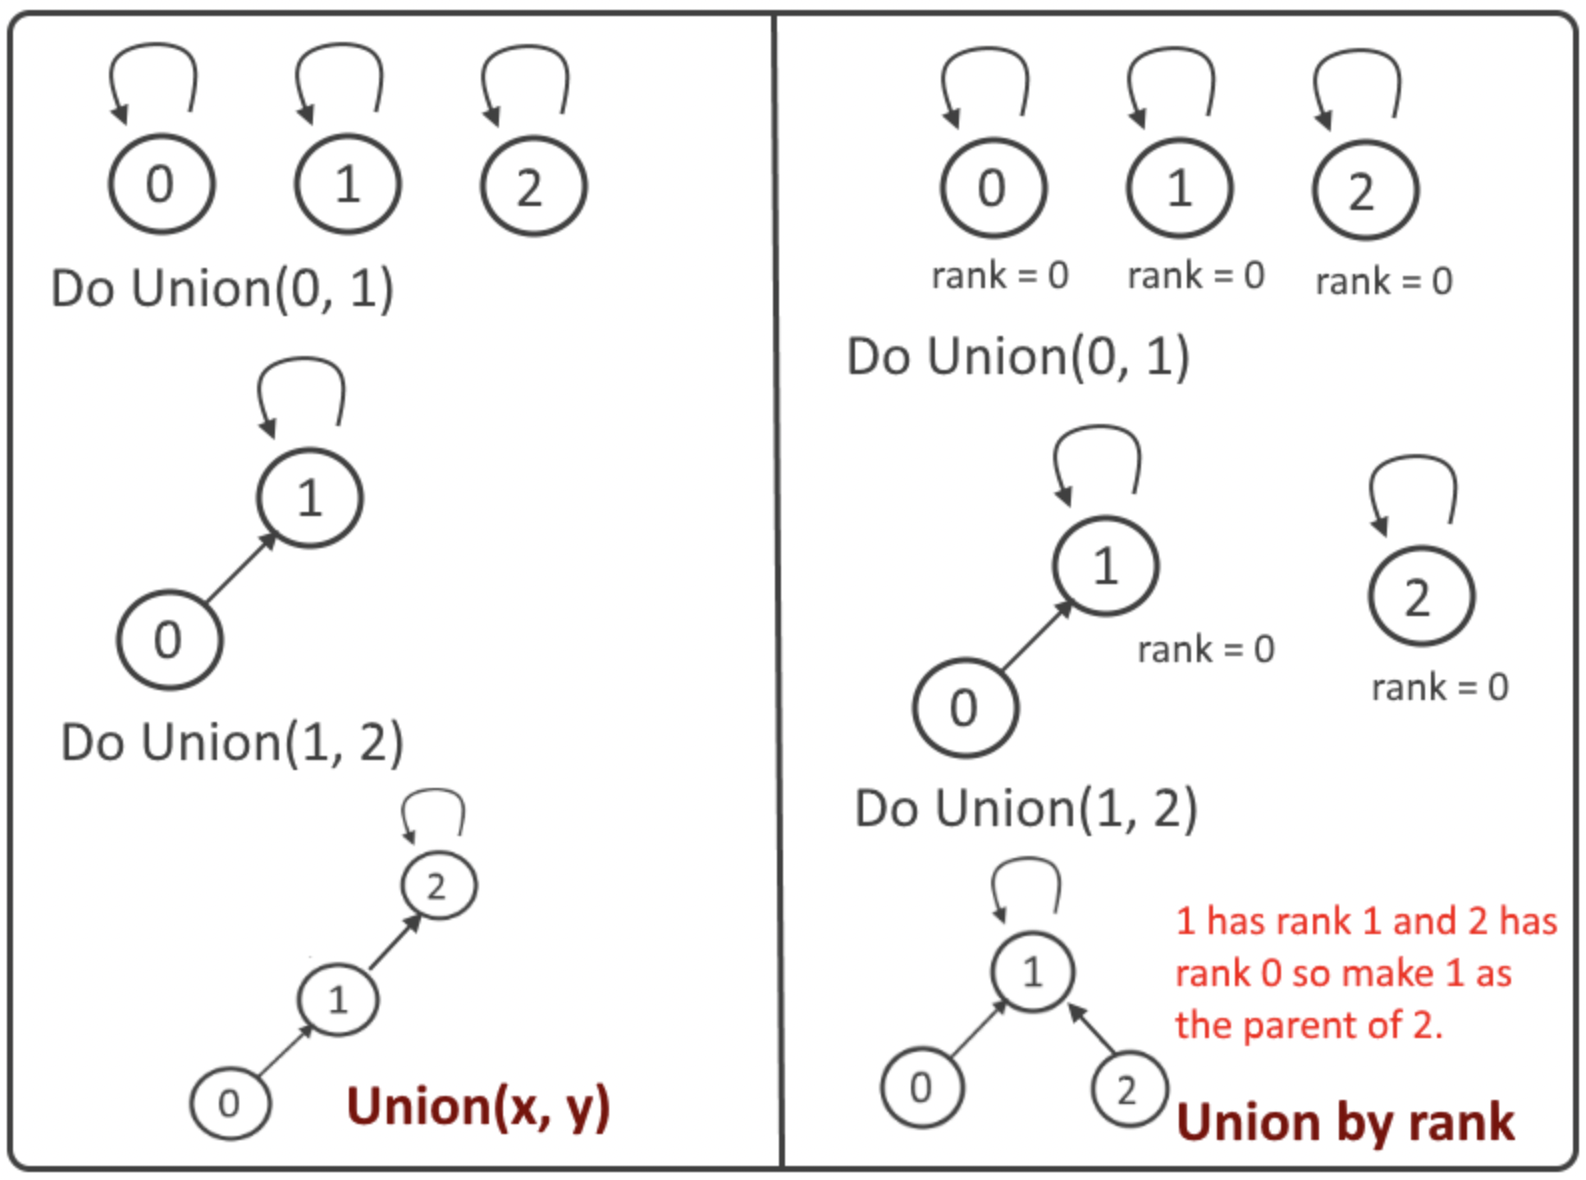 0 1 2
Do Union(0, 1)
1
0
Do Union(1, 2)
2
1
0
Union(x, y)
0 1 2
rank = 0 rank = 0 rank = 0
Do Union(0, 1)
1
2
rank = 0
rank = 0
0
Do Union(1, 2)
1
0 2
1 has rank 1 and 2 has
rank 0 so make 1 as
the parent of 2.
Union by rank